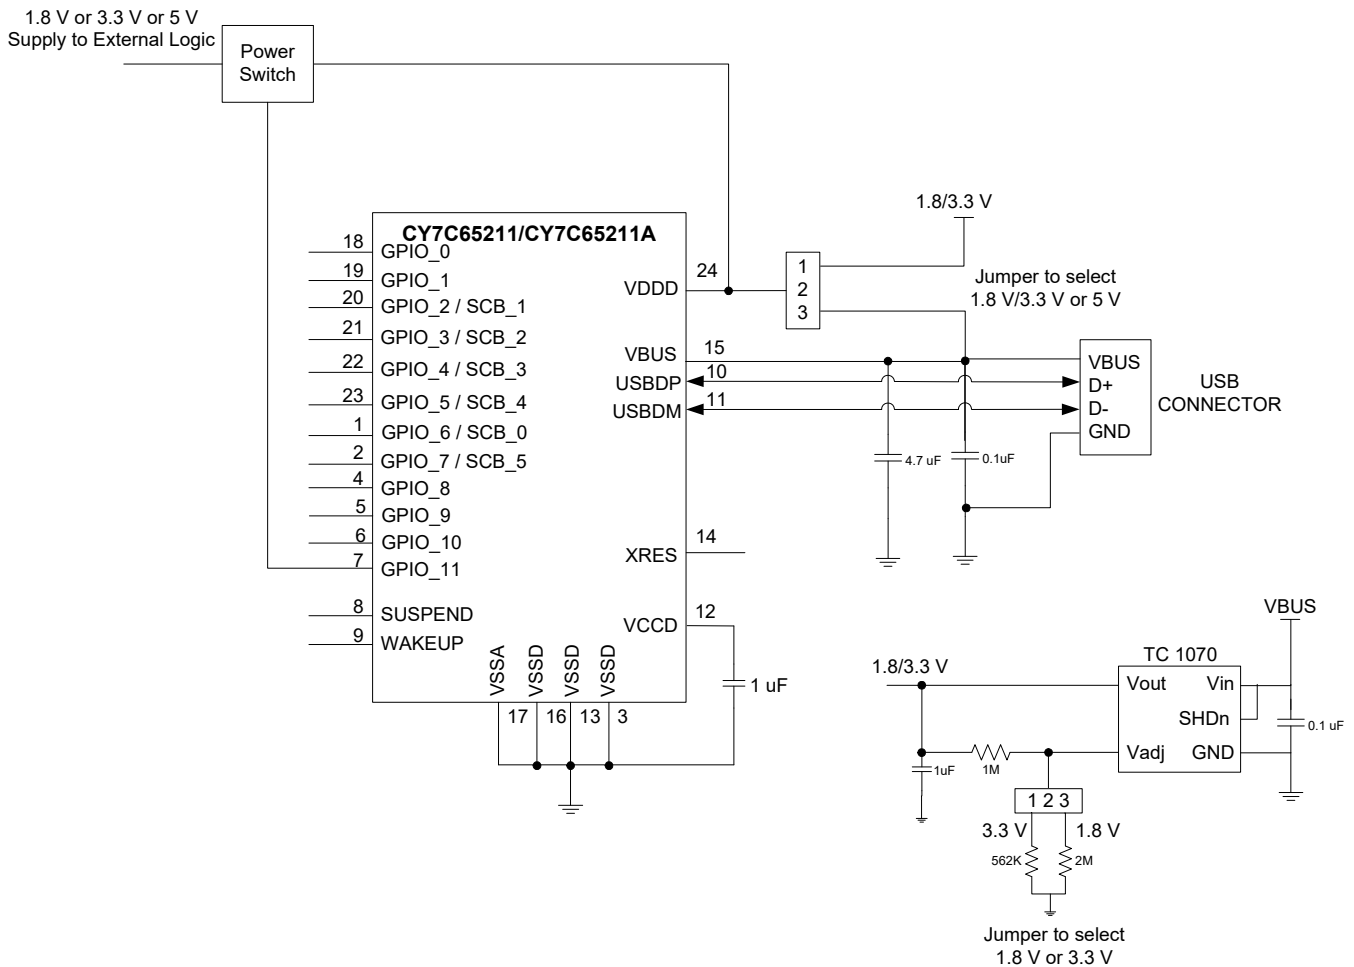 1.8 V or 3.3 V or 5 V
Supply to External Logic
Power
Switch
CY7C65211/CY7C65211A
18 GPIO_0
19 GPIO_1
20 GPIO_2 / SCB_1
21 GPIO_3 / SCB_2
22 GPIO_4 / SCB_3
23 GPIO_5 / SCB_4
1 GPIO_6 / SCB_0
2 GPIO_7 / SCB_5
4 GPIO_8
5 GPIO_9
6 GPIO_10
7 GPIO_11
8 SUSPEND
9 WAKEUP
VDDD 24
VBUS 15
USBDP 10
USBDM 11
XRES 14
VCCD 12
1 uF
VSSA
VSSD
VSSD
VSSD
17 16 13 3
1.8/3.3 V
1
2
3
Jumper to select
1.8 V/3.3 V or 5 V
VBUS
D+
D-
GND
USB
CONNECTOR
4.7 uF
0.1uF
VBUS
TC 1070
1.8/3.3 V
Vout Vin
SHDn
Vadj GND
0.1 uF
1uF
1M
1 2 3
3.3 V 1.8 V
562K 2M
Jumper to select
1.8 V or 3.3 V